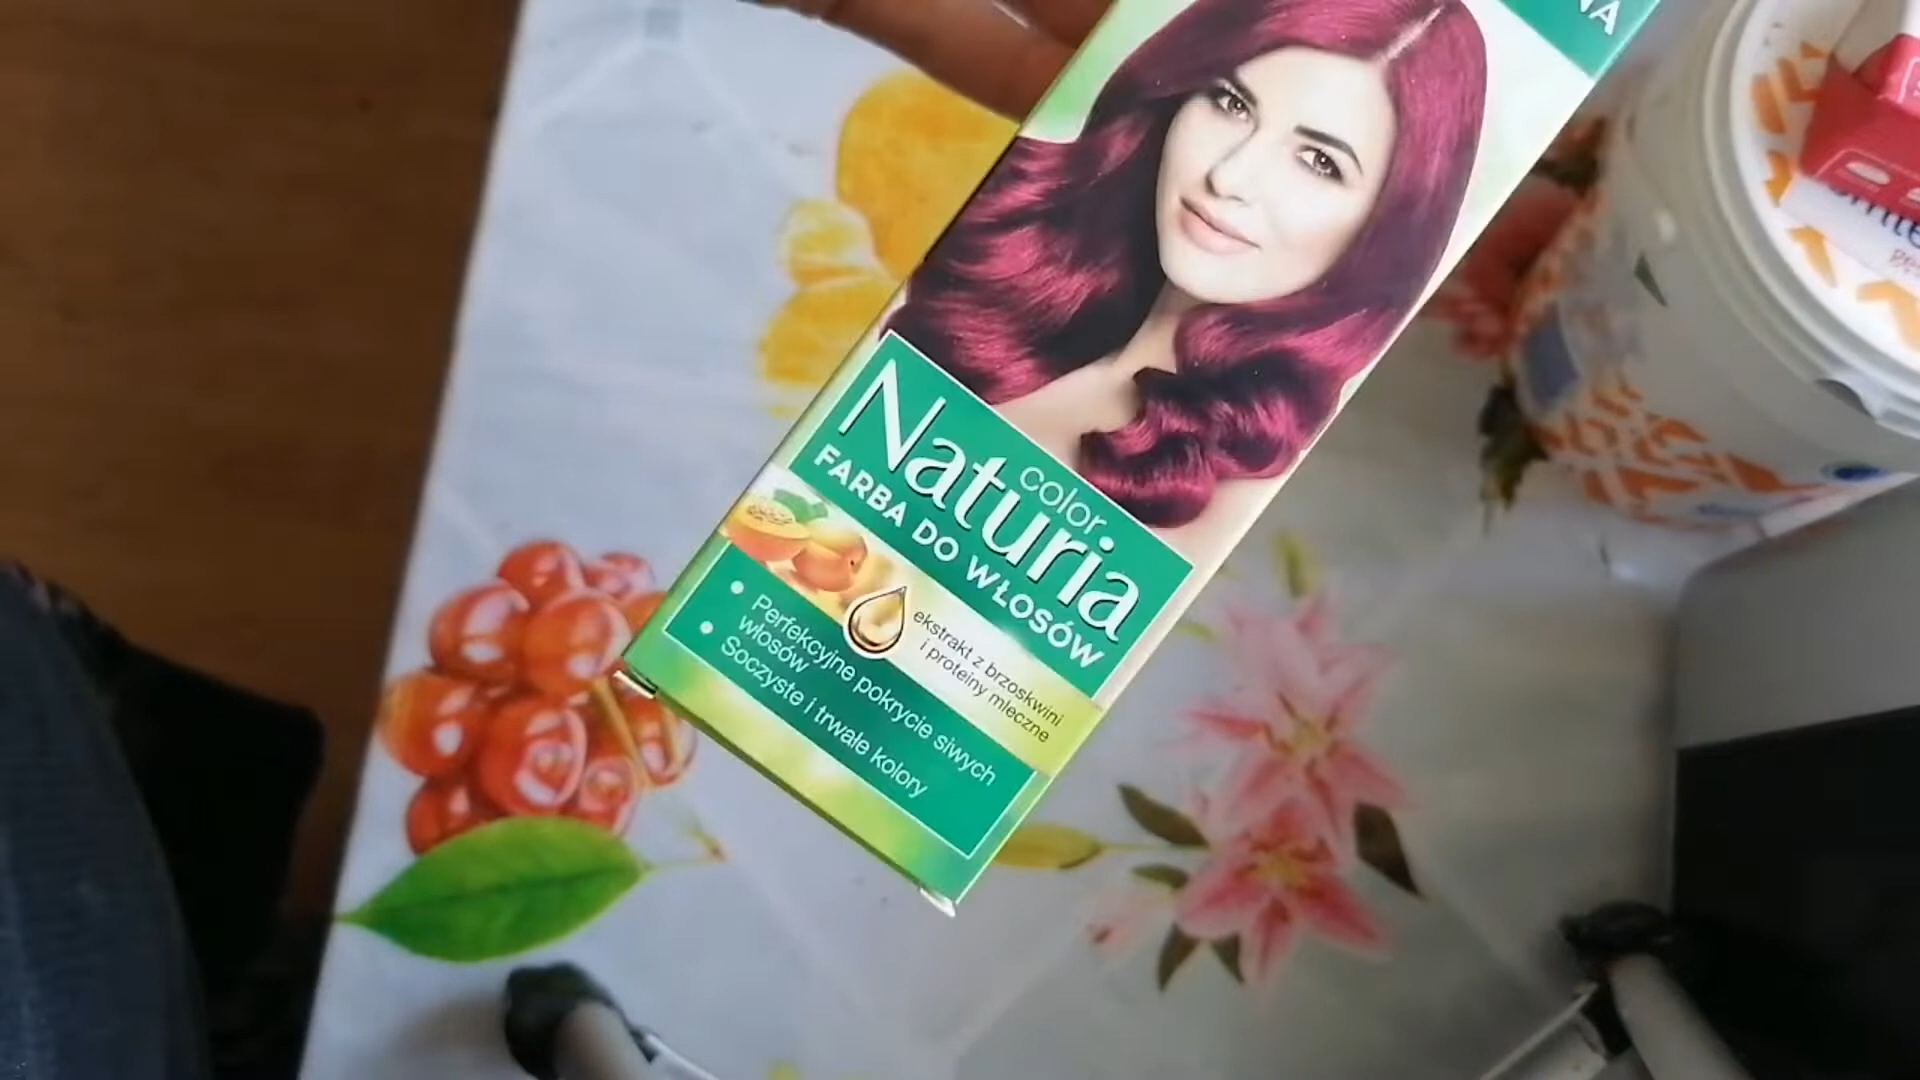 color
Naturia
FARBA DO WŁOSÓW
ekstrakt z brzoskwini
i proteiny mleczne
• Perfekcyjne pokrycie siwych
włosów
• Soczyste i trwałe kolory